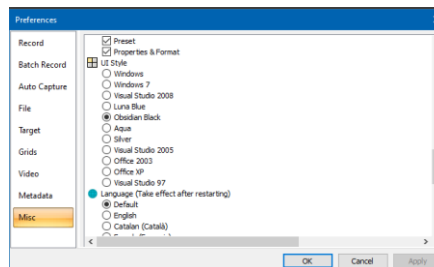 Preferences
Record
Batch Record
Auto Capture
File
Target
Grids
Video
Metadata
Misc
Preset
Properties & Format
UI Style
Windows
Windows 7
Visual Studio 2008
Luna Blue
Obsidian Black
Aqua
Silver
Visual Studio 2005
Office 2003
Office XP
Visual Studio 97
Language (Take effect after restarting)
Default
English
Catalan (Català)
OK
Cancel
Apply